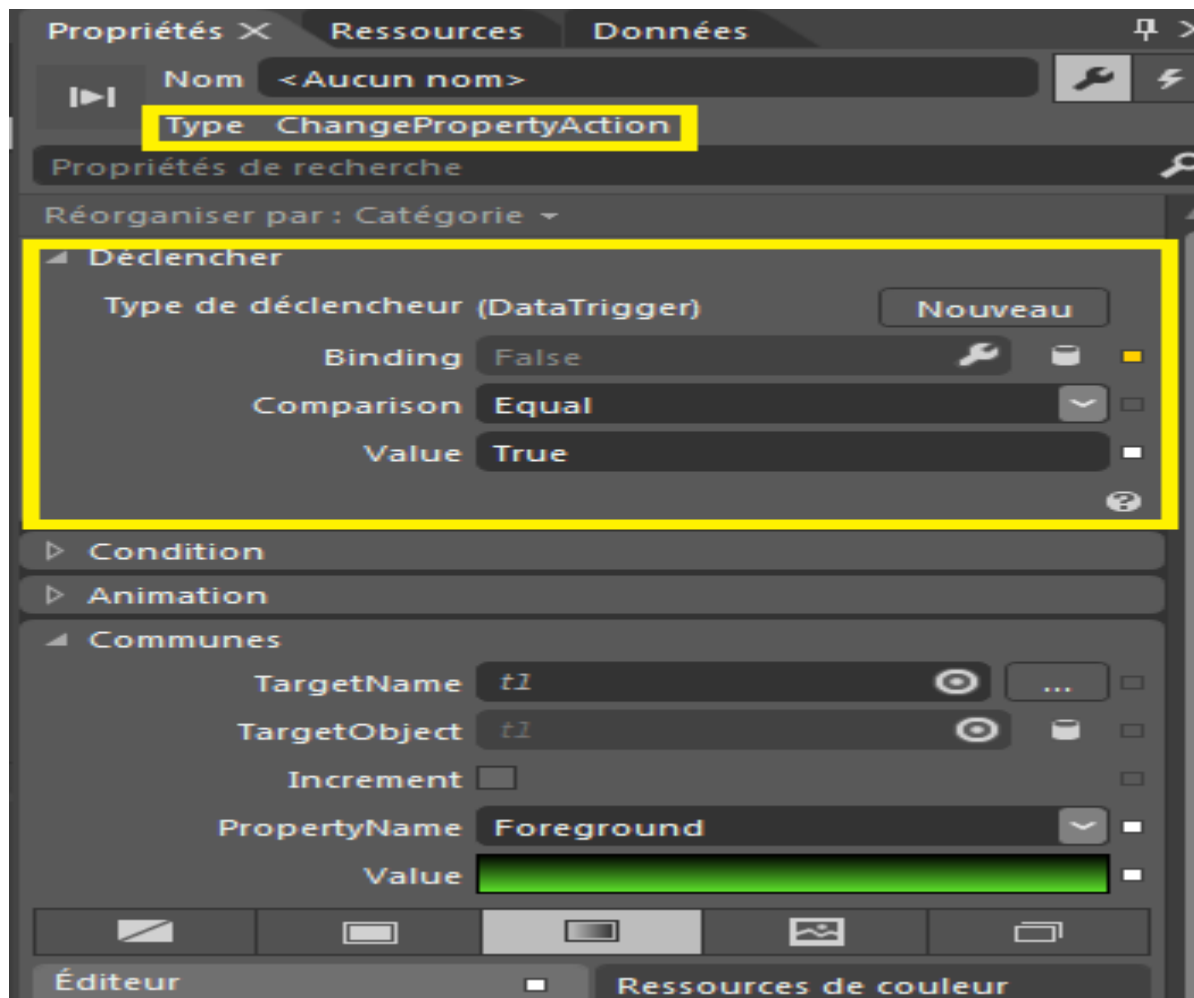 Propriétés Ressources Données
Nom <Aucun nom>
Type ChangePropertyAction
Propriétés de recherche
Réorganiser par : Catégorie
Déclencher
Type de déclencheur (DataTrigger) Nouveau
Binding False
Comparison Equal
Value True
Condition
Animation
Communes
TargetName t1 ...
TargetObject t1
Increment
PropertyName Foreground
Value
Éditeur Ressources de couleur